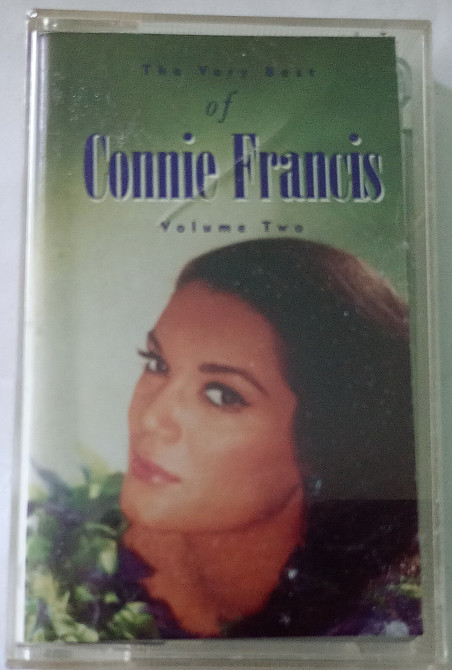 The Very Best
of
Connie Francis
Volume Two